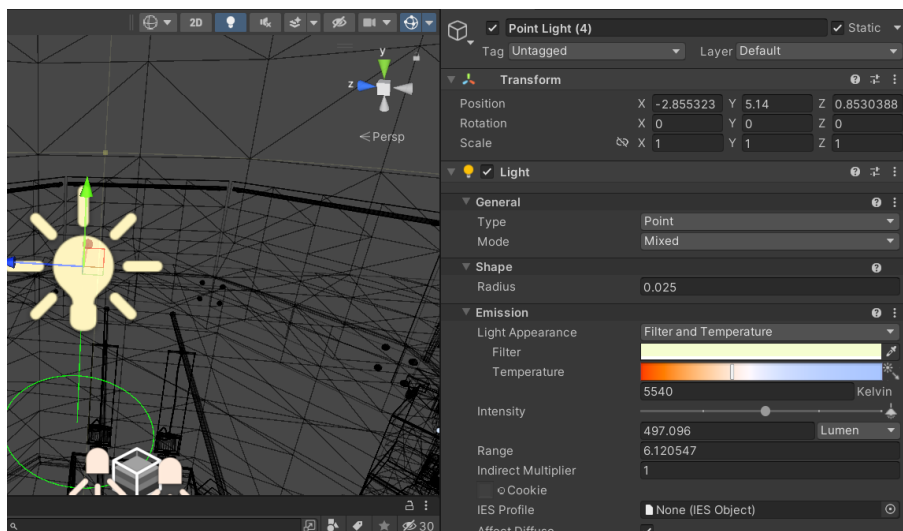 2D
y
z
Persp
30
Point Light (4)
Static
Tag Untagged Layer Default
Transform
Position X -2.855323 Y 5.14 Z 0.8530388
Rotation X 0 Y 0 Z 0
Scale X 1 Y 1 Z 1
Light
General
Type Point
Mode Mixed
Shape
Radius 0.025
Emission
Light Appearance Filter and Temperature
Filter
Temperature
5540 Kelvin
Intensity
497.096 Lumen
Range 6.120547
Indirect Multiplier 1
Cookie
IES Profile None (IES Object)
Affect Diffuse